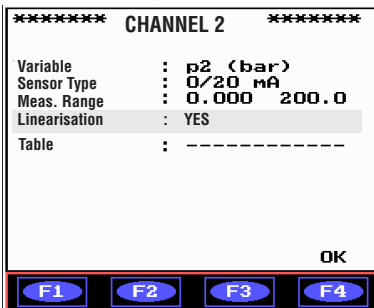 ******* CHANNEL 2 *******
Variable : p2 (bar)
Sensor Type : 0/20 mA
Meas. Range : 0.000 200.0
Linearisation : YES
Table : ------------
OK
F1 F2 F3 F4